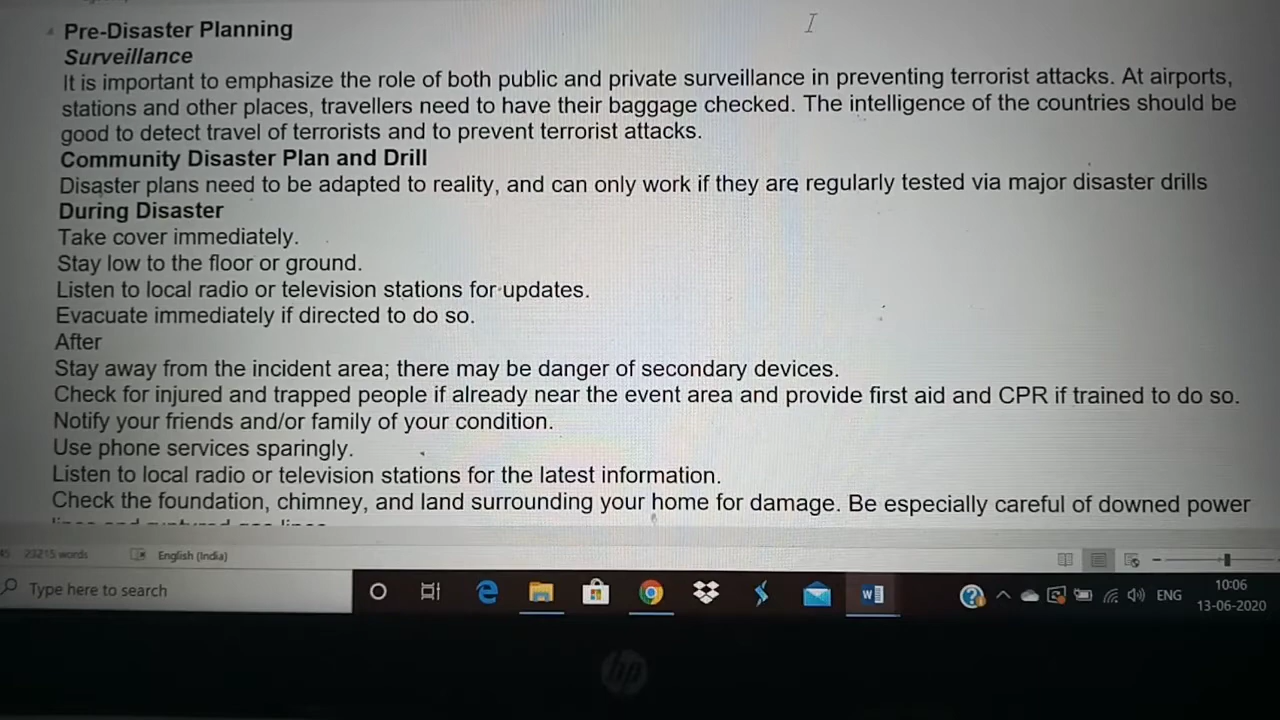 Pre-Disaster Planning
Surveillance
It is important to emphasize the role of both public and private surveillance in preventing terrorist attacks. At airports,
stations and other places, travellers need to have their baggage checked. The intelligence of the countries should be
good to detect travel of terrorists and to prevent terrorist attacks.
Community Disaster Plan and Drill
Disaster plans need to be adapted to reality, and can only work if they are regularly tested via major disaster drills
During Disaster
Take cover immediately.
Stay low to the floor or ground.
Listen to local radio or television stations for updates.
Evacuate immediately if directed to do so.
After
Stay away from the incident area; there may be danger of secondary devices.
Check for injured and trapped people if already near the event area and provide first aid and CPR if trained to do so.
Notify your friends and/or family of your condition.
Use phone services sparingly.
Listen to local radio or television stations for the latest information.
Check the foundation, chimney, and land surrounding your home for damage. Be especially careful of downed power
23215 words English (India)
Type here to search
ENG
10:06
13-06-2020
hp